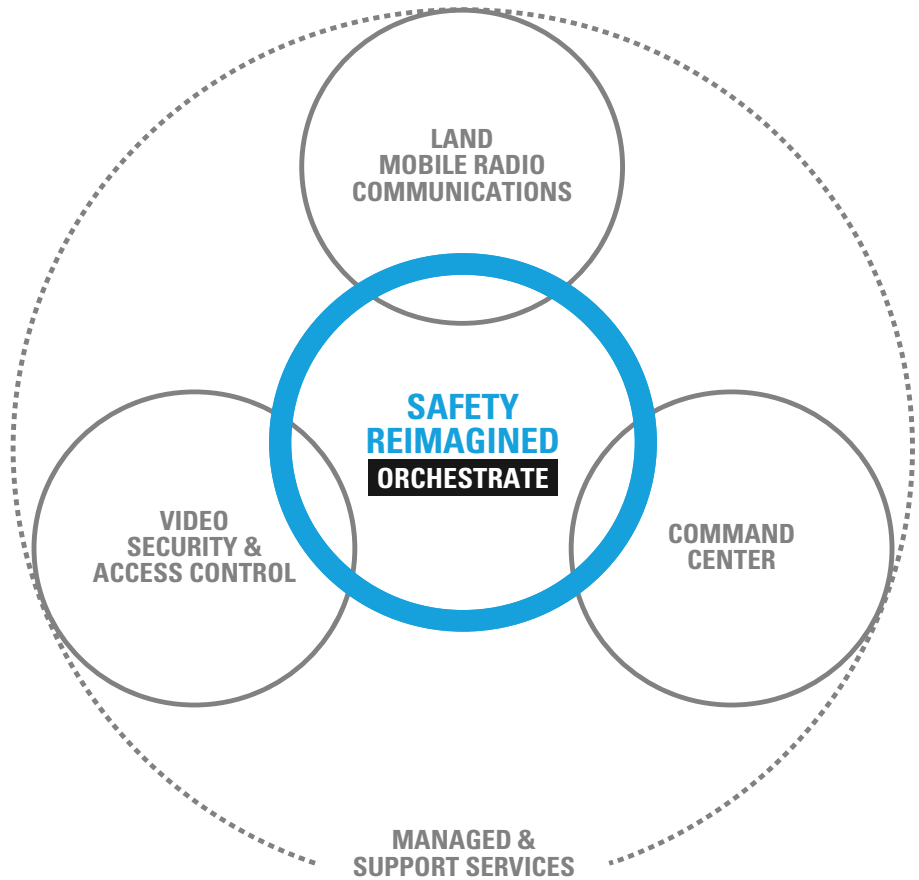 LAND
MOBILE RADIO
COMMUNICATIONS
SAFETY
REIMAGINED
ORCHESTRATE
VIDEO
SECURITY &
ACCESS CONTROL
COMMAND
CENTER
MANAGED &
SUPPORT SERVICES